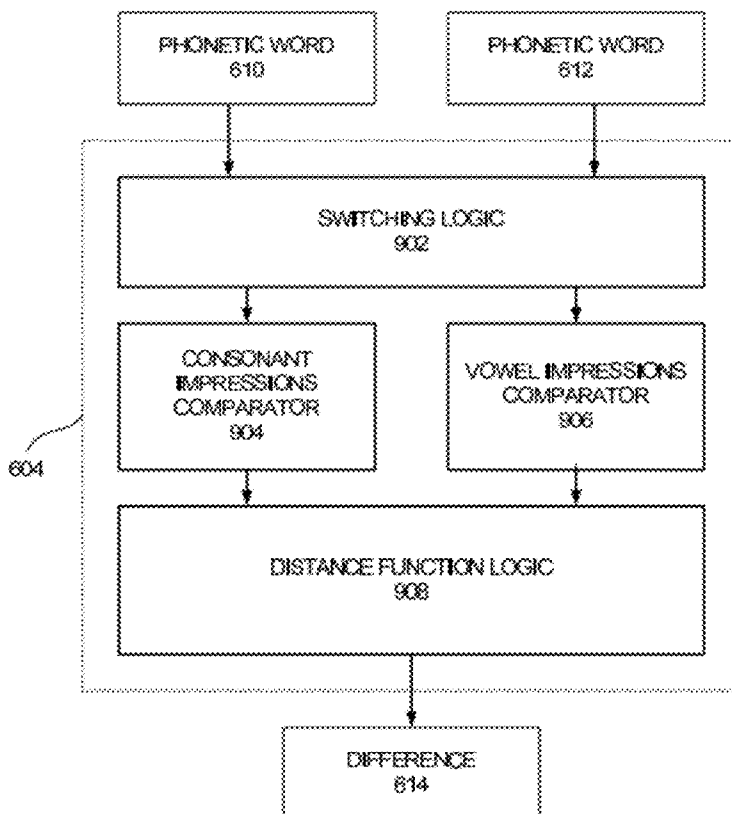 PHONETIC WORD
610
PHONETIC WORD
612
SWITCHING LOGIC
902
CONSONANT
IMPRESSIONS
COMPARATOR
904
VOWEL IMPRESSIONS
COMPARATOR
906
604
DISTANCE FUNCTION LOGIC
908
DIFFERENCE
614